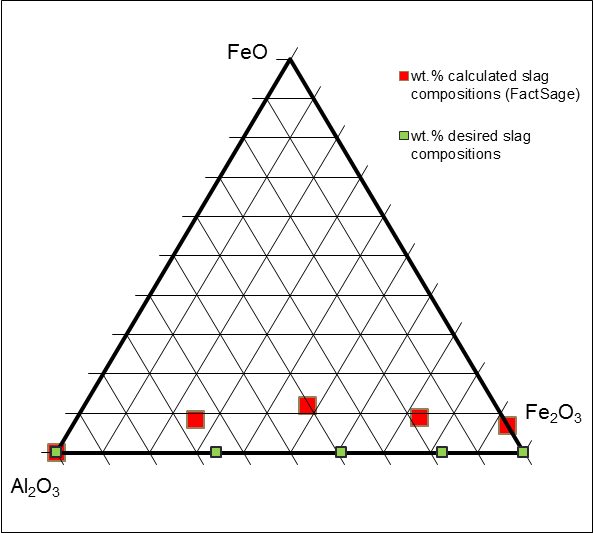 FeO
wt.% calculated slag
compositions (FactSage)
wt.% desired slag
compositions
Fe₂O₃
Al₂O₃